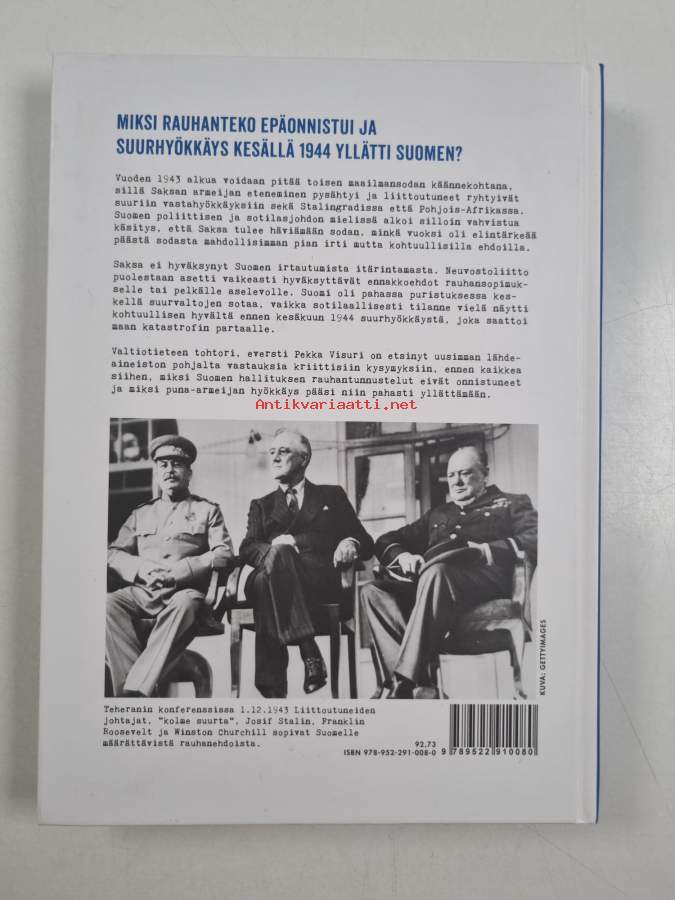 MIKSI RAUHANTEKO EPÄONNISTUI JA
SUURHYÖKKÄYS KESÄLLÄ 1944 YLLÄTTI SUOMEN?
Vuoden 1943 alkua voidaan pitää toisen maailmansodan käännekohtana,
sillä Saksan armeijan eteneminen pysähtyi ja liittoutuneet ryhtyivät
suuriin vastahyökkäyksiin sekä Stalingradissa että Pohjois-Afrikassa.
Suomen poliittisen ja sotilasjohdon mielissä alkoi silloin vahvistua
käsitys, että Saksa tulee häviämään sodan, minkä vuoksi oli elintärkeää
päästä sodasta mahdollisimman pian irti mutta kohtuullisilla ehdoilla.
Saksa ei hyväksynyt Suomen irtautumista itärintamasta. Neuvostoliitto
puolestaan asetti vaikeasti hyväksyttävät ennakkoehdot rauhansopimuk-
selle tai pelkälle aselevolle. Suomi oli pahassa puristuksessa kes-
kellä suurvaltojen sotaa, vaikka sotilaallisesti tilanne vielä näytti
kohtuullisen hyvältä ennen kesäkuun 1944 suurhyökkäystä, joka saattoi
maan katastrofin partaalle.
Valtiotieteen tohtori, eversti Pekka Visuri on etsinyt uusimman lähde-
aineiston pohjalta vastauksia kriittisiin kysymyksiin, ennen kaikkea
siihen, miksi Suomen hallituksen rauhantunnustelut eivät onnistuneet
ja miksi puna-armeijan hyökkäys pääsi niin pahasti yllättämään.
Antikvariaatti.net
KUVA: GETTYIMAGES
Teheranin konferenssissa 1.12.1943 Liittoutuneiden
johtajat, "kolme suurta", Josif Stalin, Franklin
Roosevelt ja Winston Churchill sopivat Suomelle
määrättävistä rauhanehdoista.
92.73
ISBN 978-952-291-008-0
9 789522 910080